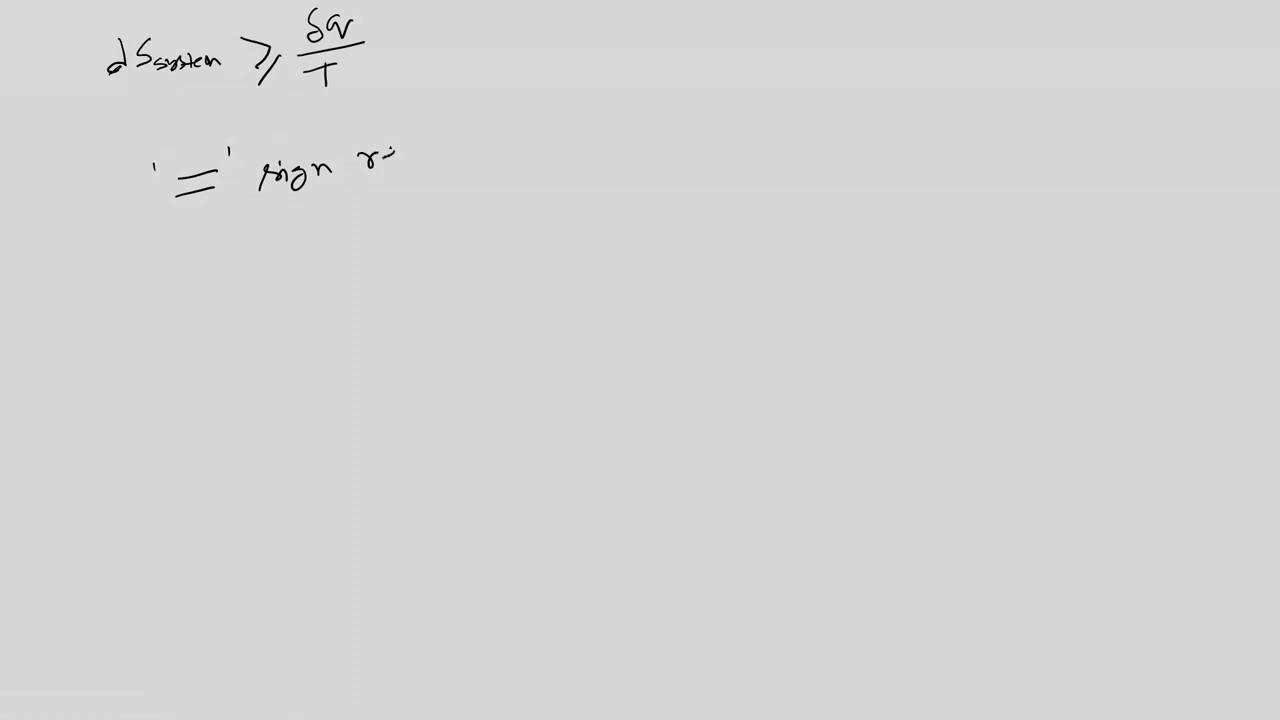 dS_system ≥ δq/T
'=' sign